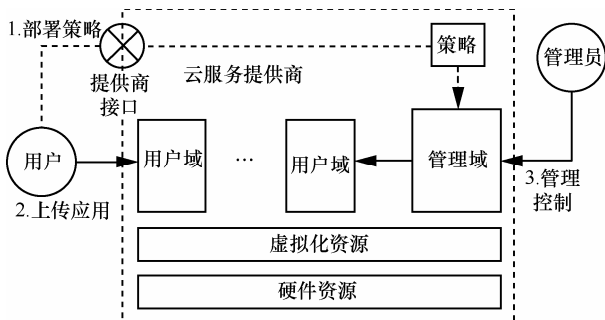 1.部署策略
策略
管理员
提供商
接口
云服务提供商
用户
用户域
…
用户域
管理域
2.上传应用
3.管理
控制
虚拟化资源
硬件资源